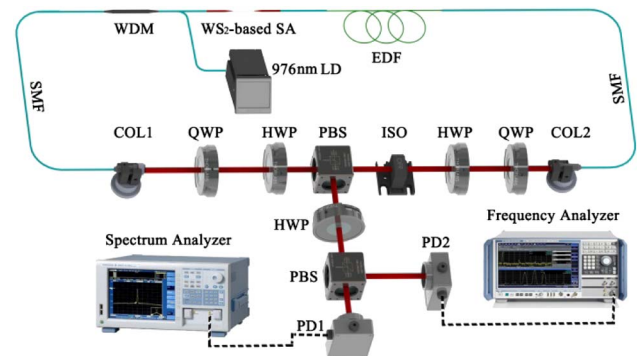 WDM
WS2-based SA
EDF
976nm LD
SMF
SMF
COL1
QWP
HWP
PBS
ISO
HWP
QWP
COL2
HWP
Frequency Analyzer
Spectrum Analyzer
PD2
PBS
PD1